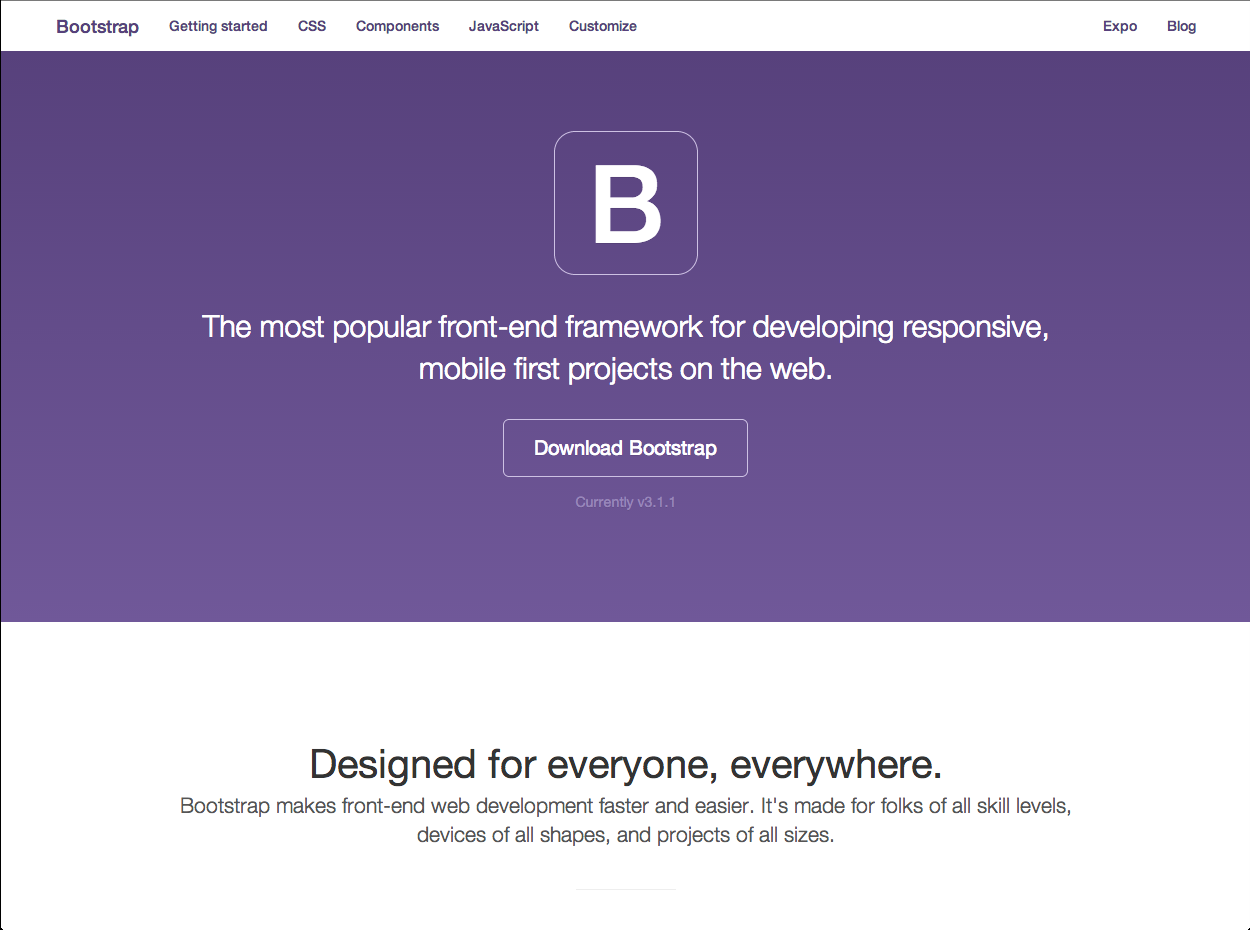 Bootstrap Getting started CSS Components JavaScript Customize Expo Blog
B
The most popular front-end framework for developing responsive,
mobile first projects on the web.
Download Bootstrap
Currently v3.1.1
Designed for everyone, everywhere.
Bootstrap makes front-end web development faster and easier. It's made for folks of all skill levels,
devices of all shapes, and projects of all sizes.